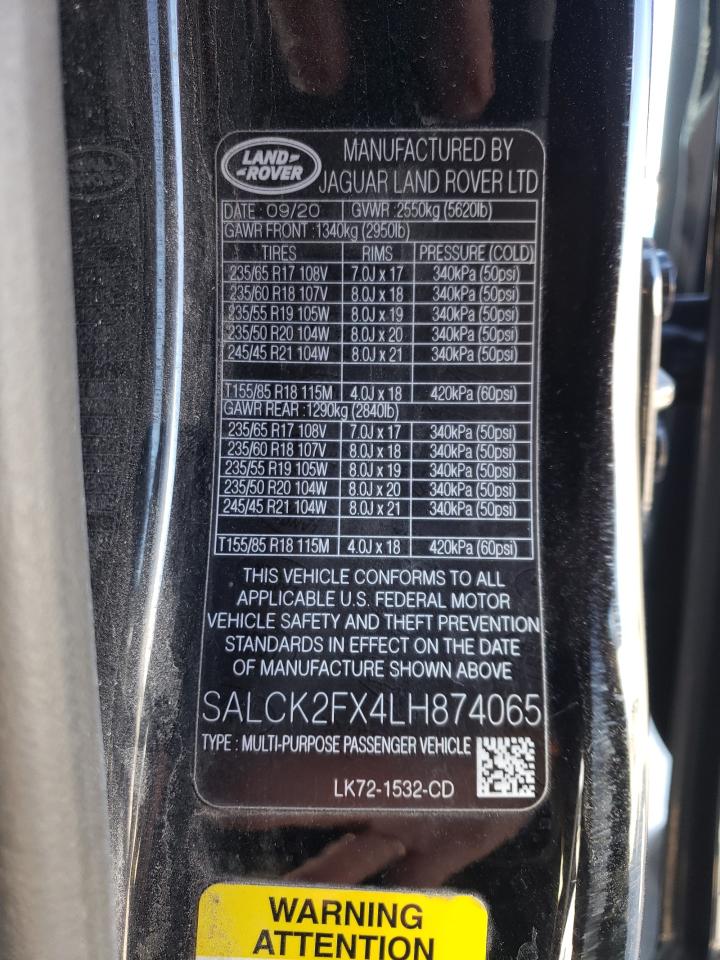 LAND-
-ROVER
MANUFACTURED BY
JAGUAR LAND ROVER LTD
DATE : 09/20 GVWR :2550kg (5620lb)
GAWR FRONT :1340kg (2950lb)
TIRES RIMS PRESSURE (COLD)
235/65 R17 108V 7.0J x 17 340kPa (50psi)
235/60 R18 107V 8.0J x 18 340kPa (50psi)
235/55 R19 105W 8.0J x 19 340kPa (50psi)
235/50 R20 104W 8.0J x 20 340kPa (50psi)
245/45 R21 104W 8.0J x 21 340kPa (50psi)
T155/85 R18 115M 4.0J x 18 420kPa (60psi)
GAWR REAR :1290kg (2840lb)
235/65 R17 108V 7.0J x 17 340kPa (50psi)
235/60 R18 107V 8.0J x 18 340kPa (50psi)
235/55 R19 105W 8.0J x 19 340kPa (50psi)
235/50 R20 104W 8.0J x 20 340kPa (50psi)
245/45 R21 104W 8.0J x 21 340kPa (50psi)
T155/85 R18 115M 4.0J x 18 420kPa (60psi)
THIS VEHICLE CONFORMS TO ALL
APPLICABLE U.S. FEDERAL MOTOR
VEHICLE SAFETY AND THEFT PREVENTION
STANDARDS IN EFFECT ON THE DATE
OF MANUFACTURE SHOWN ABOVE
SALCK2FX4LH874065
TYPE : MULTI-PURPOSE PASSENGER VEHICLE
LK72-1532-CD
WARNING
ATTENTION